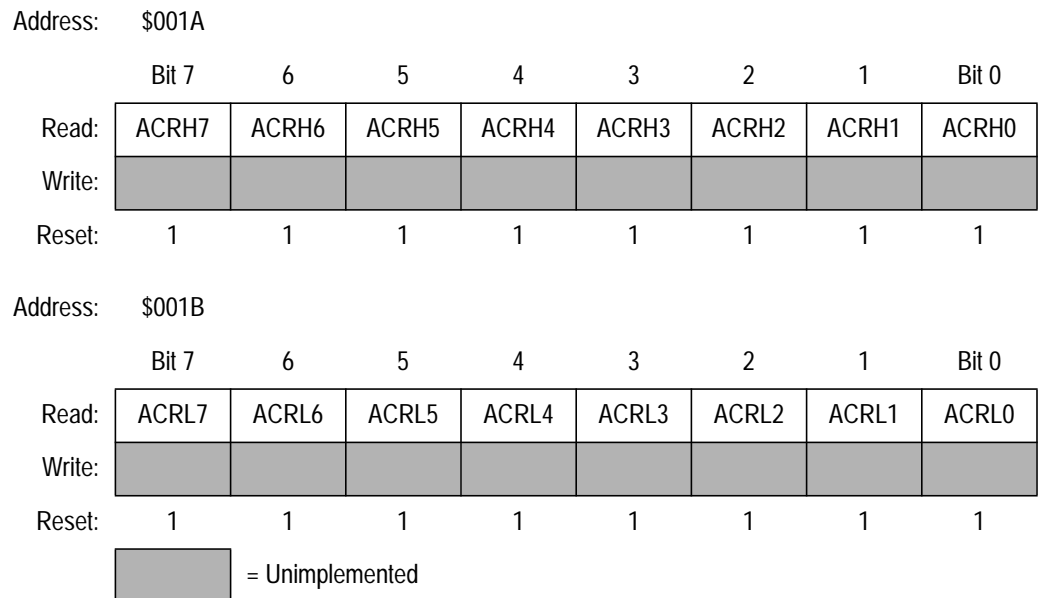 Address: $001A
Bit 7 6 5 4 3 2 1 Bit 0
Read: ACRH7 ACRH6 ACRH5 ACRH4 ACRH3 ACRH2 ACRH1 ACRH0
Write:
Reset: 1 1 1 1 1 1 1 1
Address: $001B
Bit 7 6 5 4 3 2 1 Bit 0
Read: ACRL7 ACRL6 ACRL5 ACRL4 ACRL3 ACRL2 ACRL1 ACRL0
Write:
Reset: 1 1 1 1 1 1 1 1
= Unimplemented